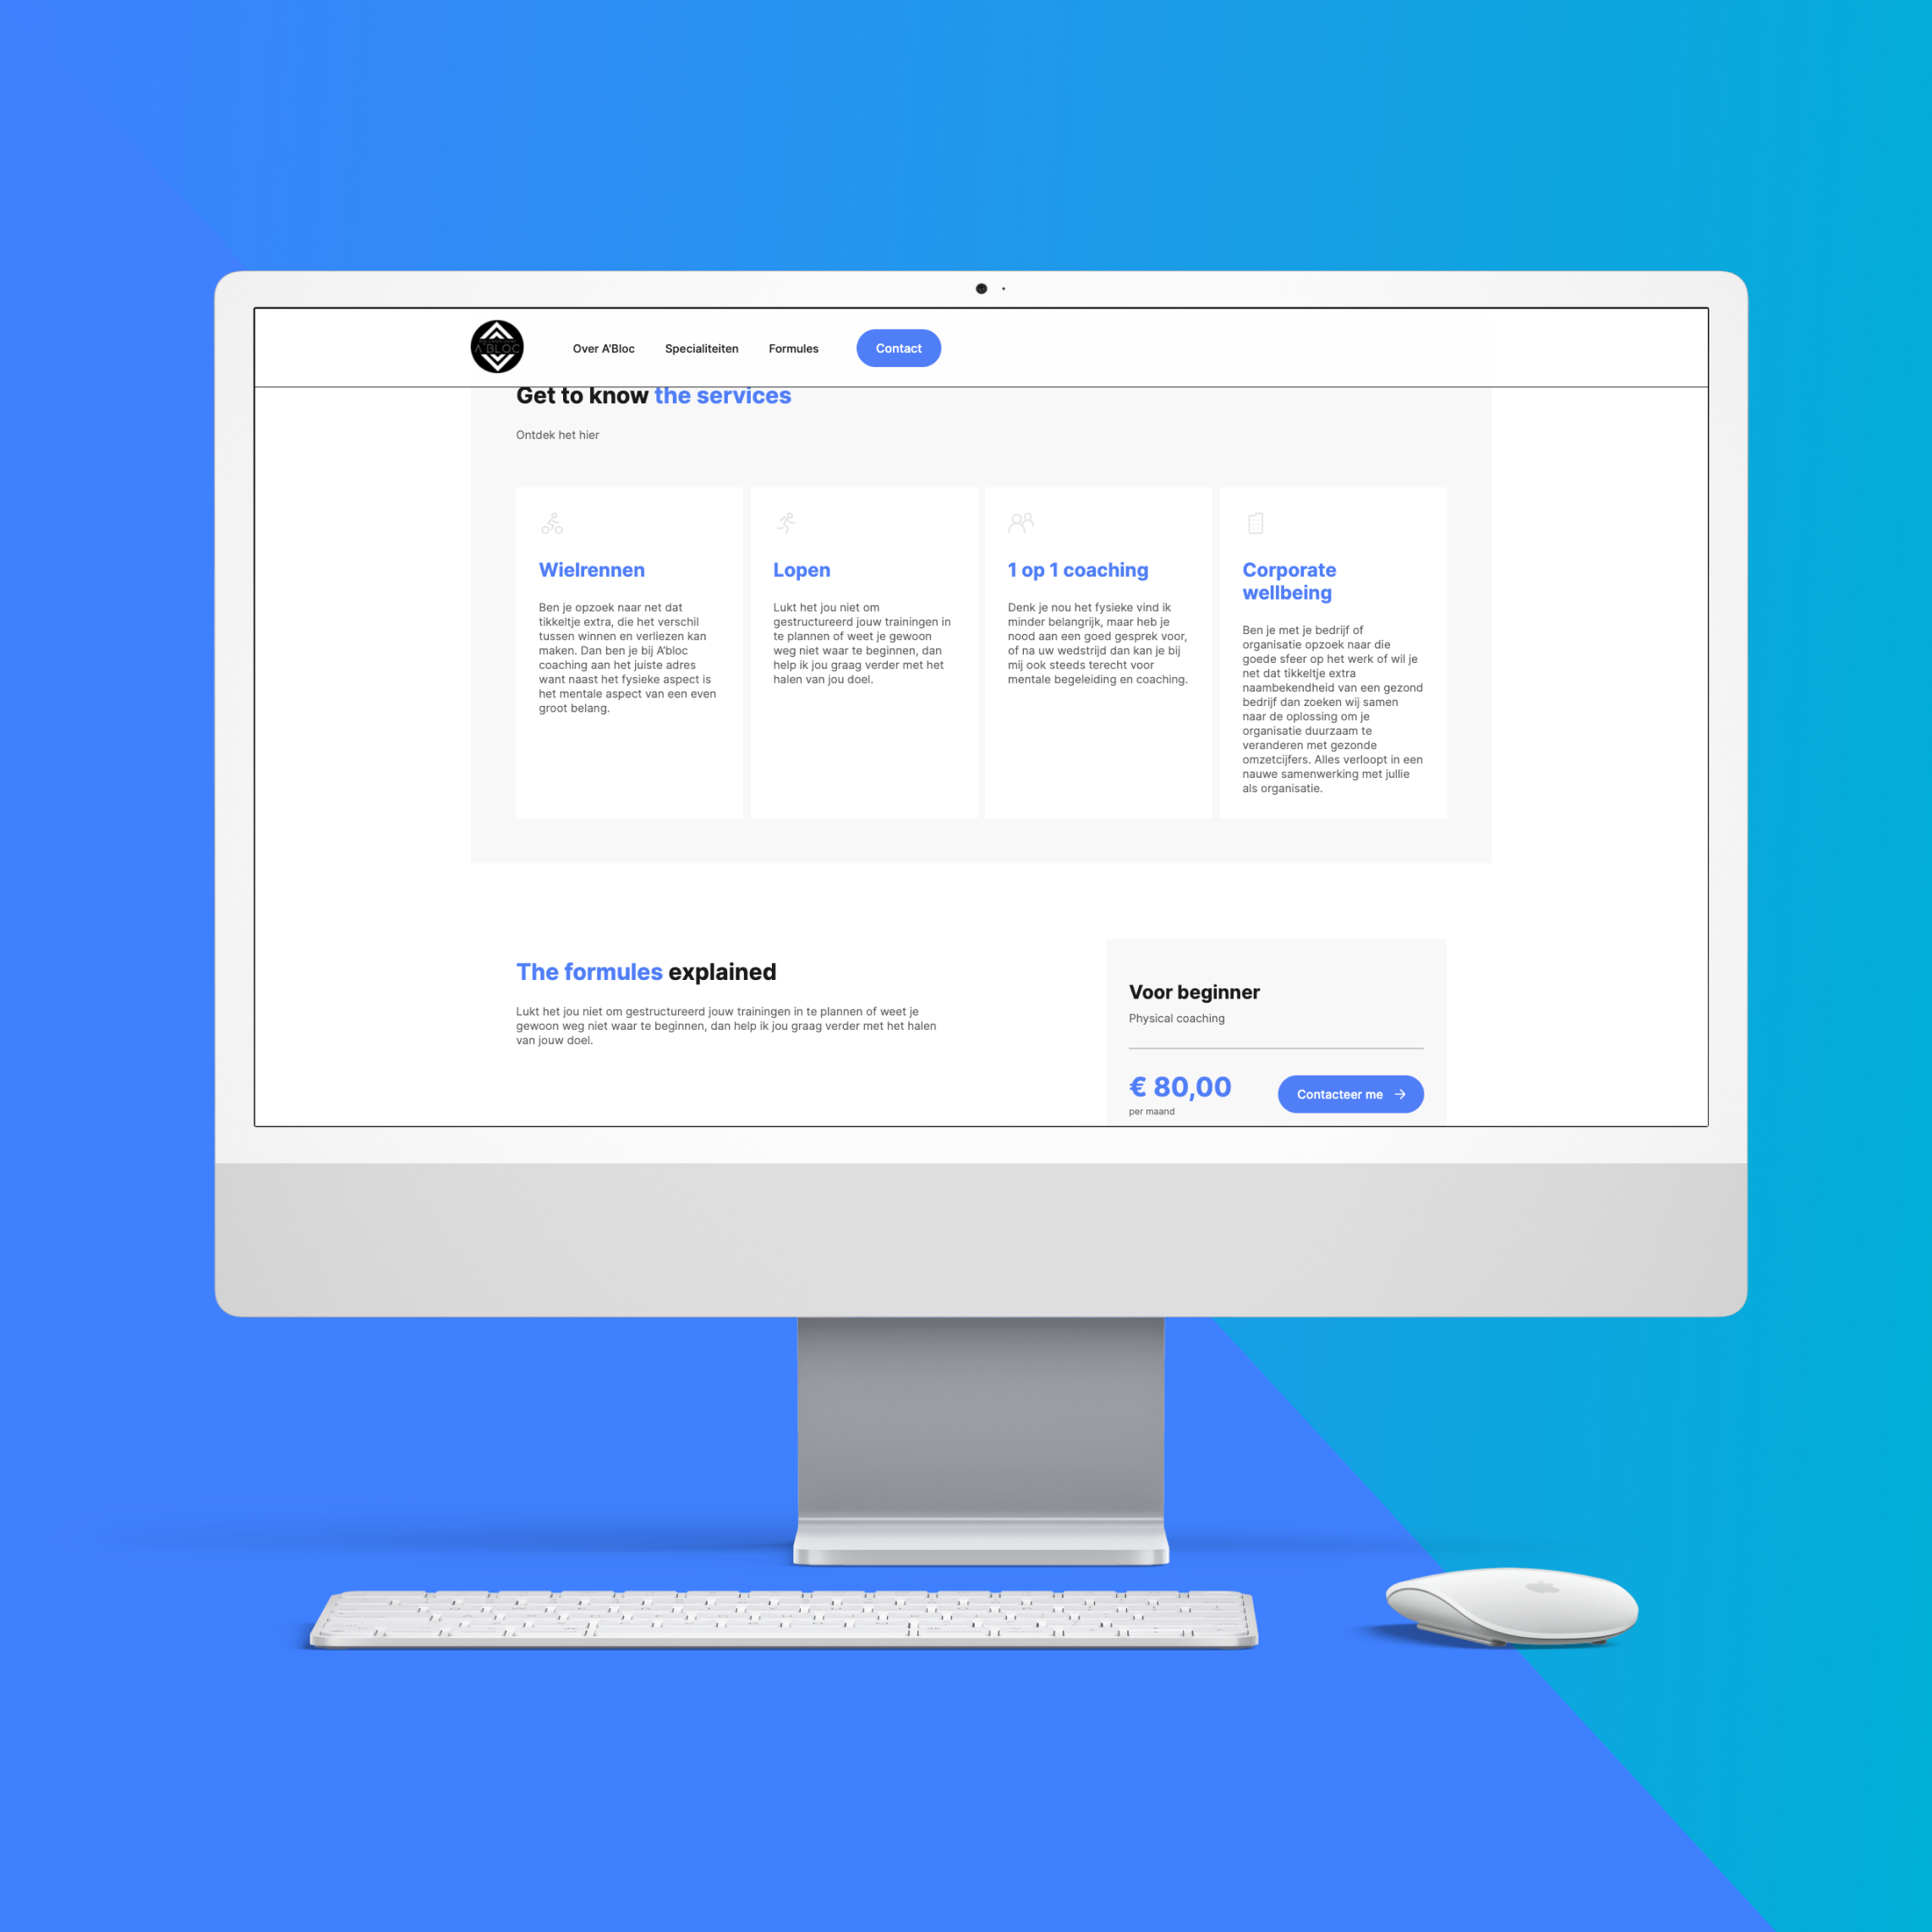 A'BLOC
Over A'Bloc
Specialiteiten
Formules
Contact
Get to know the services
Ontdek het hier
Wielrennen
Ben je opzoek naar net dat
tikkeltje extra, die het verschil
tussen winnen en verliezen kan
maken. Dan ben je bij A'bloc
coaching aan het juiste adres
want naast het fysieke aspect is
het mentale aspect van een even
groot belang.
Lopen
Lukt het jou niet om
gestructureerd jouw trainingen in
te plannen of weet je gewoon
weg niet waar te beginnen, dan
help ik jou graag verder met het
halen van jou doel.
1 op 1 coaching
Denk je nou het fysieke vind ik
minder belangrijk, maar heb je
nood aan een goed gesprek voor,
of na uw wedstrijd dan kan je bij
mij ook steeds terecht voor
mentale begeleiding en coaching.
Corporate
wellbeing
Ben je met je bedrijf of
organisatie opzoek naar die
goede sfeer op het werk of wil je
net dat tikkeltje extra
naambekendheid van een gezond
bedrijf dan zoeken wij samen
naar de oplossing om je
organisatie duurzaam te
veranderen met gezonde
omzetcijfers. Alles verloopt in een
nauwe samenwerking met jullie
als organisatie.
The formules explained
Lukt het jou niet om gestructureerd jouw trainingen in te plannen of weet je
gewoon weg niet waar te beginnen, dan help ik jou graag verder met het halen
van jouw doel.
Voor beginner
Physical coaching
€ 80,00
per maand
Contacteer me